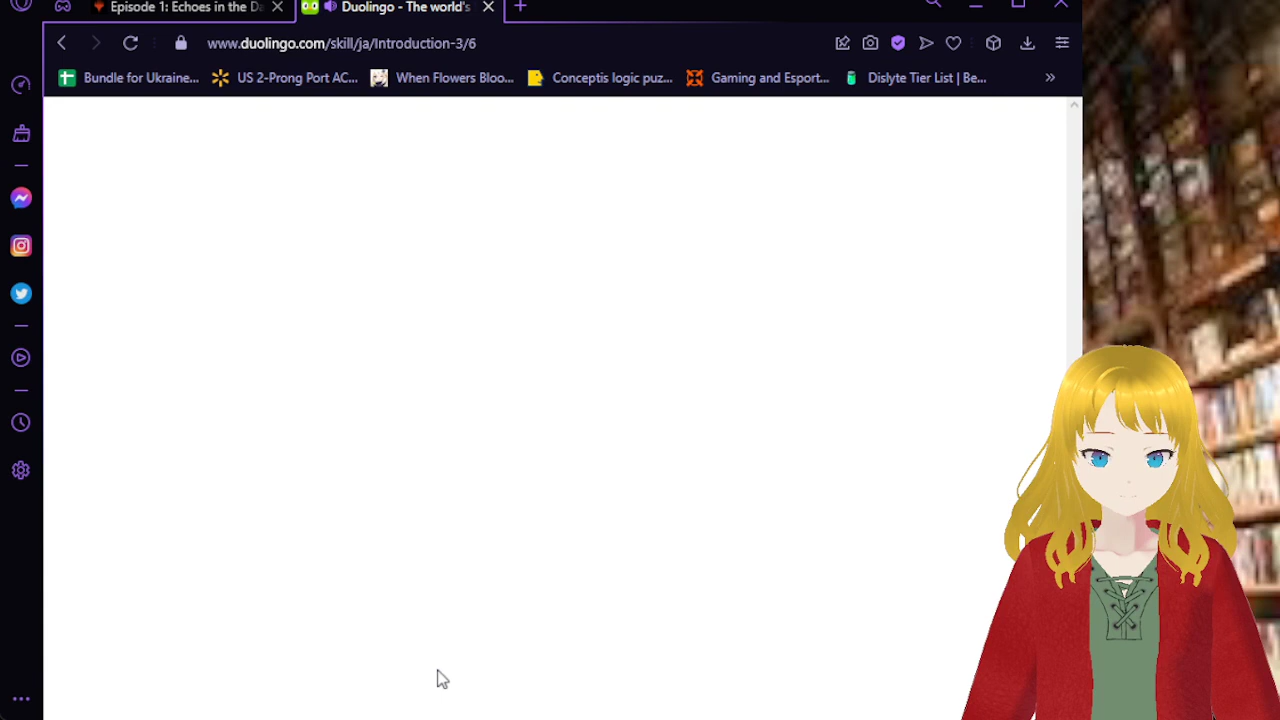 Episode 1: Echoes in the Da
Duolingo - The world's
www.duolingo.com/skill/ja/Introduction-3/6
Bundle for Ukraine... US 2-Prong Port AC... When Flowers Bloo... Conceptis logic puz... Gaming and Esport... Dislyte Tier List | Be...